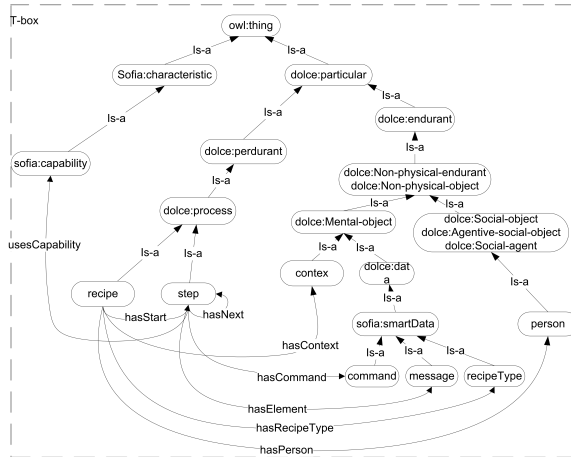 T-box
owl:thing
Is-a
Is-a
Sofia:characteristic
dolce:particular
Is-a
Is-a
Is-a
dolce:endurant
dolce:perdurant
Is-a
sofia:capability
dolce:Non-physical-endurant
dolce:Non-physical-object
Is-a
Is-a
Is-a
dolce:process
dolce:Mental-object
dolce:Social-object
dolce:Agentive-social-object
dolce:Social-agent
usesCapability
Is-a
Is-a
Is-a
Is-a
contex
dolce:dat
a
Is-a
recipe
step
Is-a
hasStart
hasNext
sofia:smartData
person
hasContext
Is-a
Is-a
Is-a
hasCommand
command
message
recipeType
hasElement
hasRecipeType
hasPerson